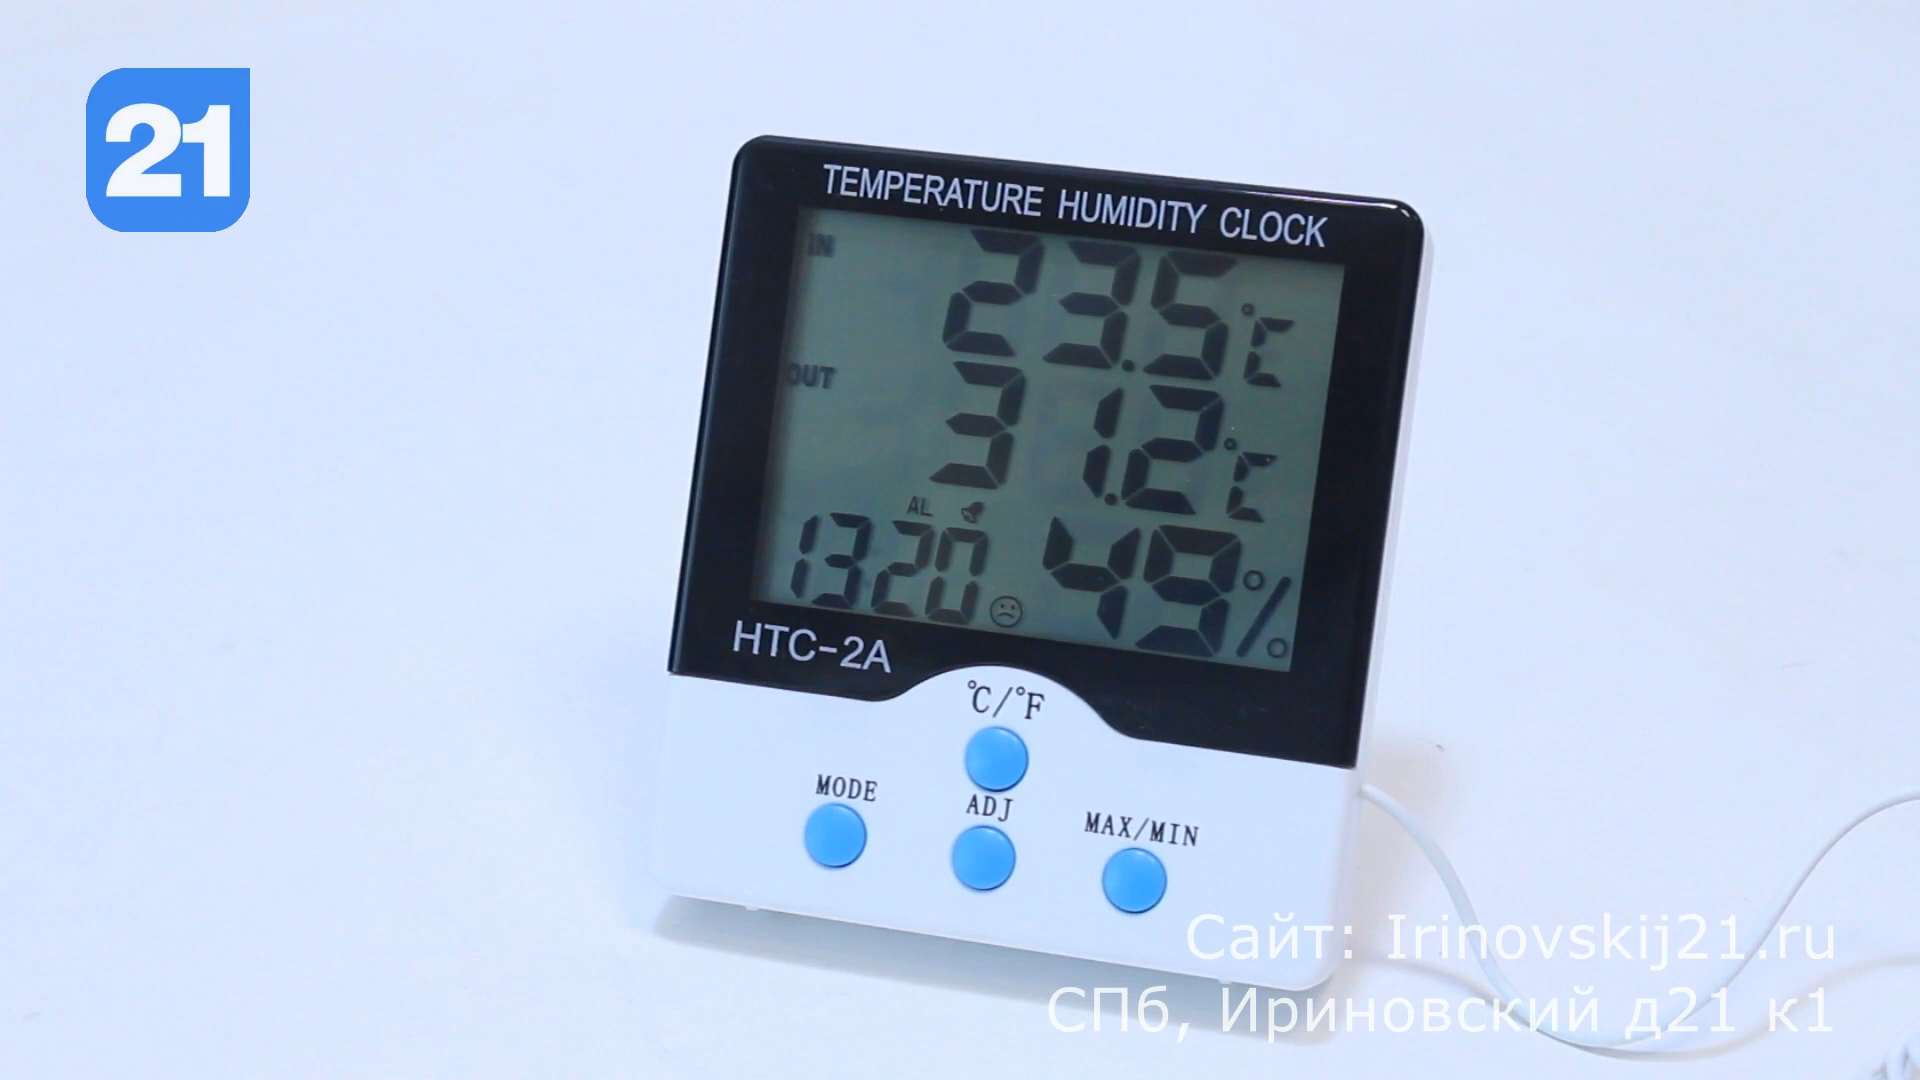 21
TEMPERATURE HUMIDITY CLOCK
IN
23.5°C
OUT
31.2°C
AL
1320
49%
HTC-2A
°C/°F
MODE
ADJ
MAX/MIN
Сайт: Irinovskij21.ru
СПб, Ириновский д21 к1